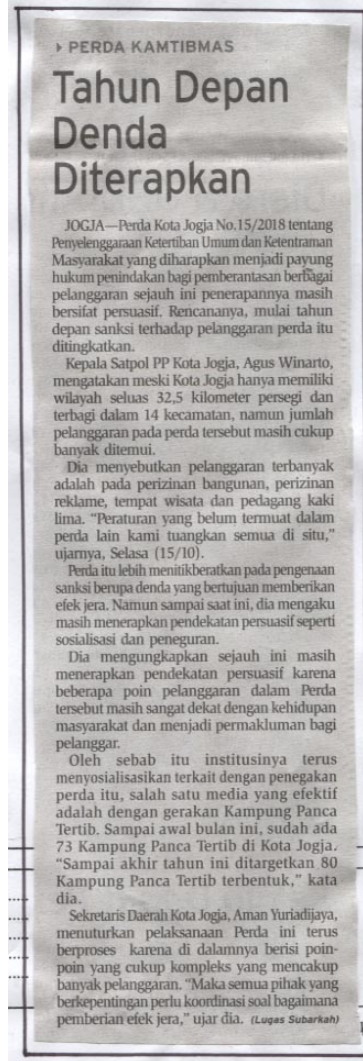 ▸ PERDA KAMTIBMAS
Tahun Depan
Denda
Diterapkan
JOGJA—Perda Kota Jogja No.15/2018 tentang
Penyelenggaraan Ketertiban Umum dan Ketentraman
Masyarakat yang diharapkan menjadi payung
hukum penindakan bagi pemberantasan berbagai
pelanggaran sejauh ini penerapannya masih
bersifat persuasif. Rencananya, mulai tahun
depan sanksi terhadap pelanggaran perda itu
ditingkatkan.
Kepala Satpol PP Kota Jogja, Agus Winarto,
mengatakan meski Kota Jogja hanya memiliki
wilayah seluas 32,5 kilometer persegi dan
terbagi dalam 14 kecamatan, namun jumlah
pelanggaran pada perda tersebut masih cukup
banyak ditemui.
Dia menyebutkan pelanggaran terbanyak
adalah pada perizinan bangunan, perizinan
reklame, tempat wisata dan pedagang kaki
lima. “Peraturan yang belum termuat dalam
perda lain kami tuangkan semua di situ,”
ujarnya, Selasa (15/10).
Perda itu lebih menitikberatkan pada pengenaan
sanksi berupa denda yang bertujuan memberikan
efek jera. Namun sampai saat ini, dia mengaku
masih menerapkan pendekatan persuasif seperti
sosialisasi dan peneguran.
Dia mengungkapkan sejauh ini masih
menerapkan pendekatan persuasif karena
beberapa poin pelanggaran dalam Perda
tersebut masih sangat dekat dengan kehidupan
masyarakat dan menjadi permakluman bagi
pelanggar.
Oleh sebab itu institusinya terus
menyosialisasikan terkait dengan penegakan
perda itu, salah satu media yang efektif
adalah dengan gerakan Kampung Panca
Tertib. Sampai awal bulan ini, sudah ada
73 Kampung Panca Tertib di Kota Jogja.
“Sampai akhir tahun ini ditargetkan 80
Kampung Panca Tertib terbentuk,” kata
dia.
Sekretaris Daerah Kota Jogja, Aman Yuriadijaya,
menuturkan pelaksanaan Perda ini terus
berproses karena di dalamnya berisi poin-
poin yang cukup kompleks yang mencakup
banyak pelanggaran. “Maka semua pihak yang
berkepentingan perlu koordinasi soal bagaimana
pemberian efek jera,” ujar dia. (Lugas Subarkah)